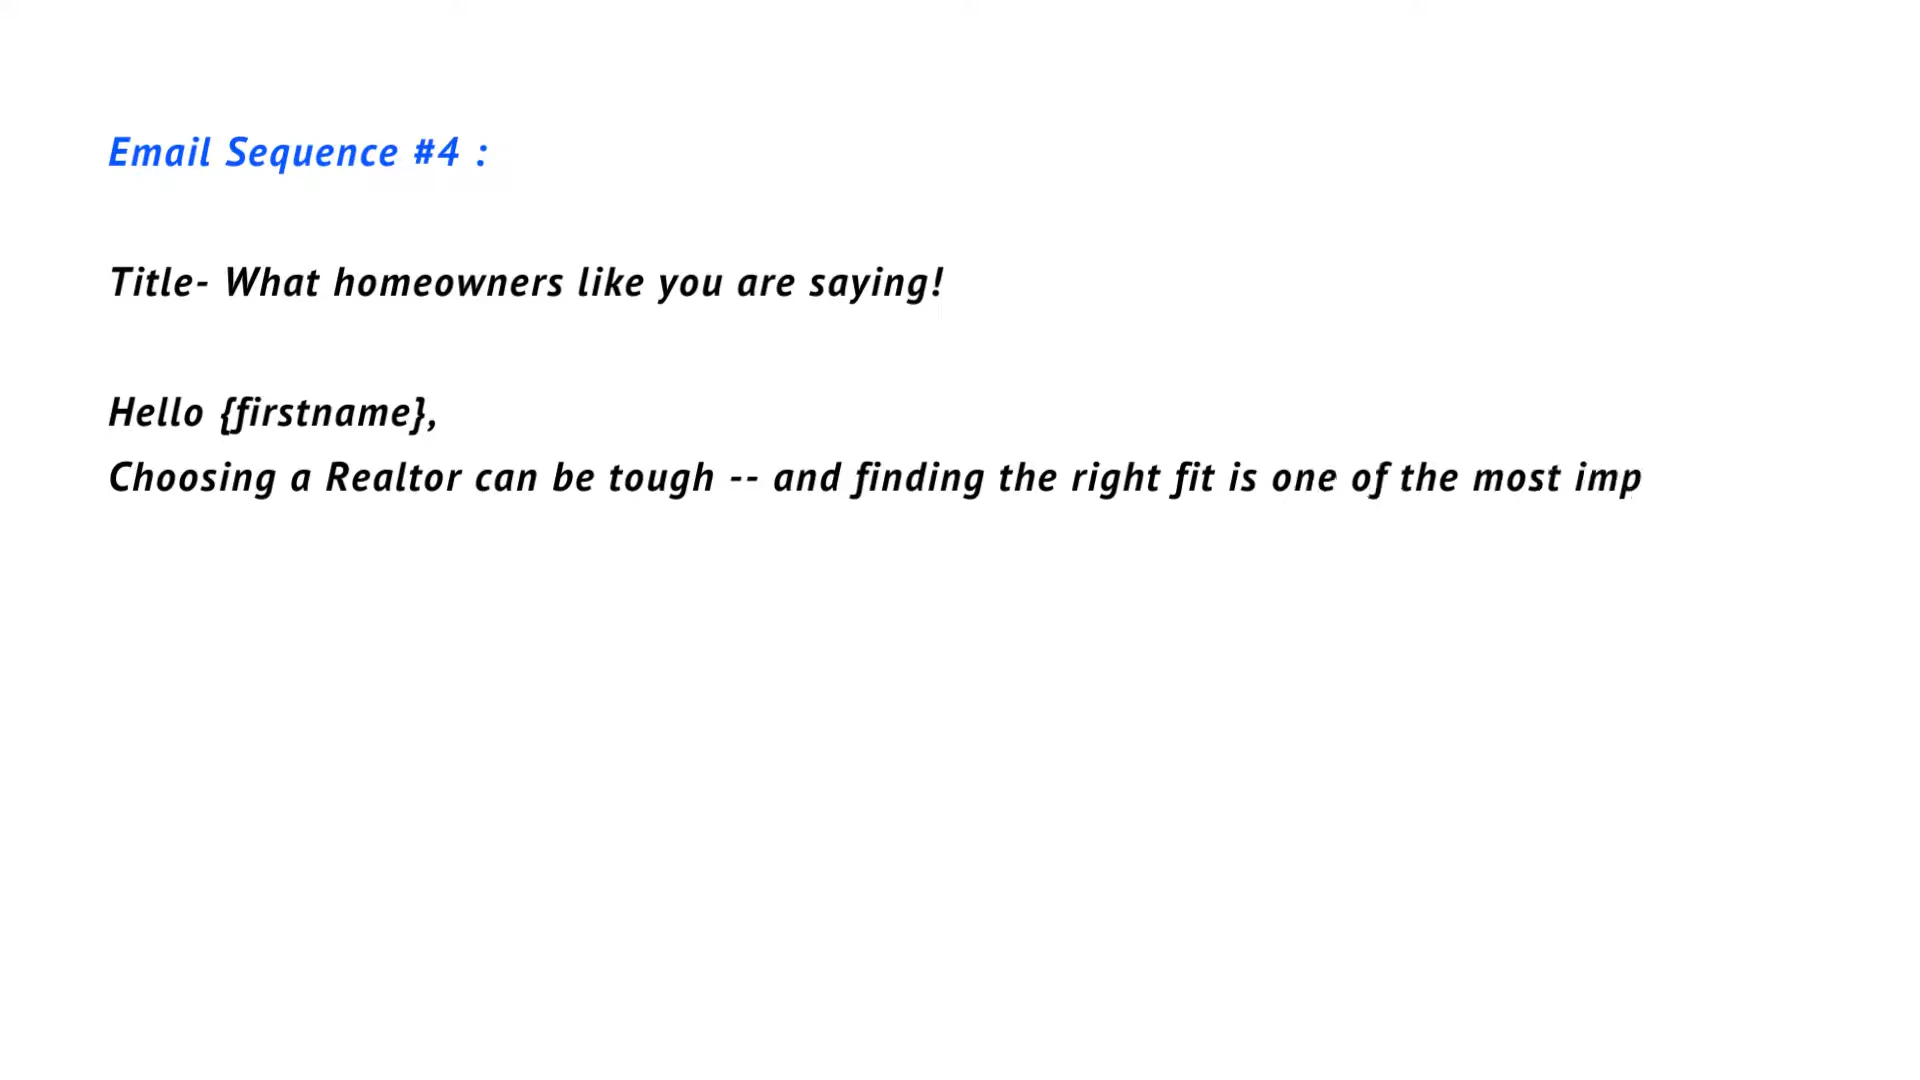 Email Sequence #4 :
Title- What homeowners like you are saying!
Hello {firstname},
Choosing a Realtor can be tough -- and finding the right fit is one of the most imp